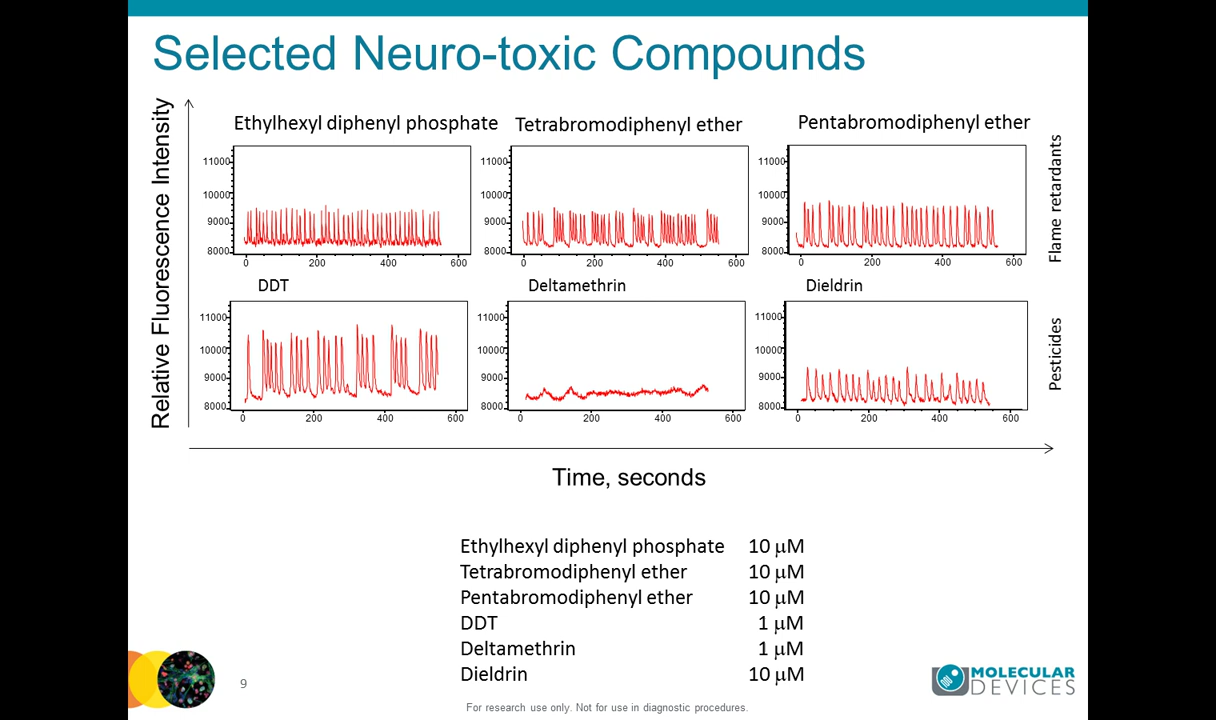 Selected Neuro-toxic Compounds
Relative Fluorescence Intensity
Ethylhexyl diphenyl phosphate
Tetrabromodiphenyl ether
Pentabromodiphenyl ether
11000
10000
9000
8000
0 200 400 600
11000
10000
9000
8000
0 200 400 600
11000
10000
9000
8000
0 200 400 600
Flame retardants
DDT
Deltamethrin
Dieldrin
11000
10000
9000
8000
0 200 400 600
11000
10000
9000
8000
0 200 400 600
11000
10000
9000
8000
0 200 400 600
Pesticides
Time, seconds
Ethylhexyl diphenyl phosphate 10 μM
Tetrabromodiphenyl ether 10 μM
Pentabromodiphenyl ether 10 μM
DDT 1 μM
Deltamethrin 1 μM
Dieldrin 10 μM
9
For research use only. Not for use in diagnostic procedures.
MOLECULAR
DEVICES